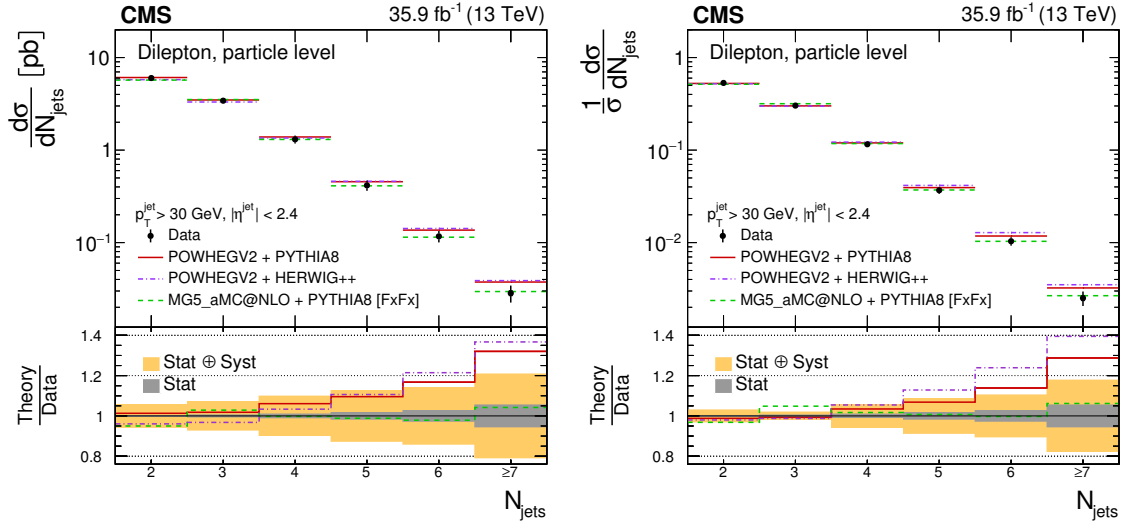 CMS 35.9 fb⁻¹ (13 TeV)
Dilepton, particle level
dσ/dN_jets [pb]
10
1
10⁻¹
p_T^jet > 30 GeV, |η^jet| < 2.4
Data
POWHEGV2 + PYTHIA8
POWHEGV2 + HERWIG++
MG5_aMC@NLO + PYTHIA8 [FxFx]
Theory/Data
1.4
1.2
1
0.8
Stat ⊕ Syst
Stat
2 3 4 5 6 ≥7
N_jets
CMS 35.9 fb⁻¹ (13 TeV)
Dilepton, particle level
1/σ dσ/dN_jets
1
10⁻¹
10⁻²
p_T^jet > 30 GeV, |η^jet| < 2.4
Data
POWHEGV2 + PYTHIA8
POWHEGV2 + HERWIG++
MG5_aMC@NLO + PYTHIA8 [FxFx]
Theory/Data
1.4
1.2
1
0.8
Stat ⊕ Syst
Stat
2 3 4 5 6 ≥7
N_jets